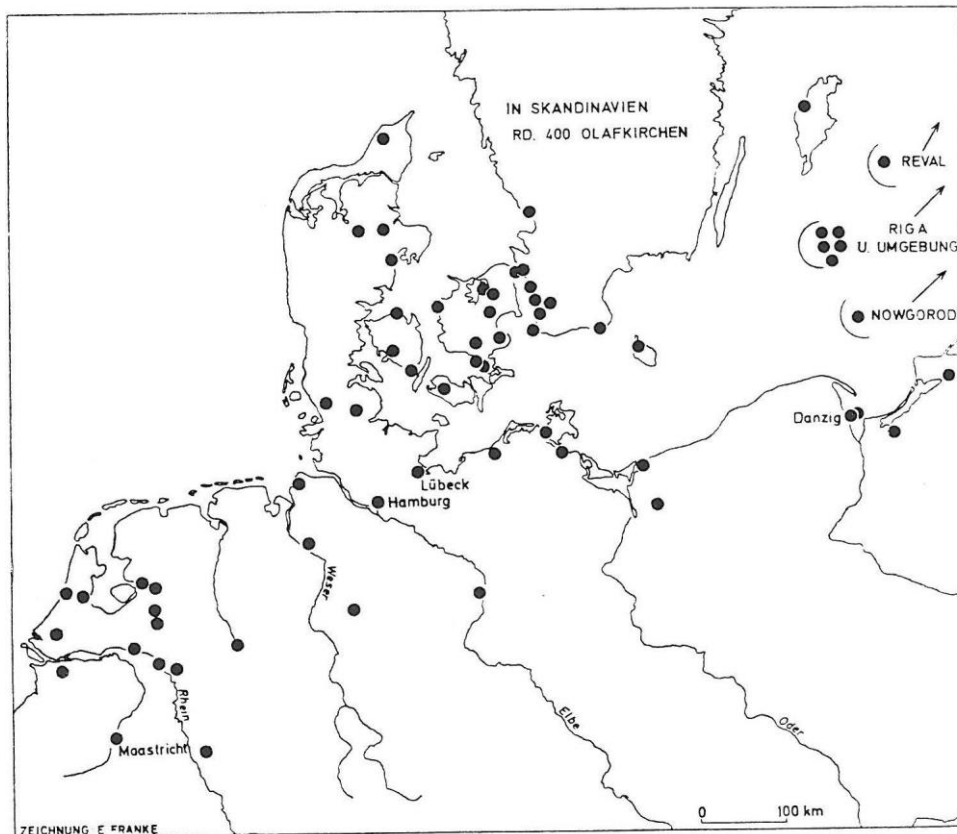 IN SKANDINAVIEN
RD. 400 OLAFKIRCHEN
REVAL
RIGA
U. UMGEBUNG
NOWGOROD
Danzig
Lübeck
Hamburg
Weser
Rhein
Elbe
Oder
Maastricht
0 100 km
ZEICHNUNG E. FRANKE